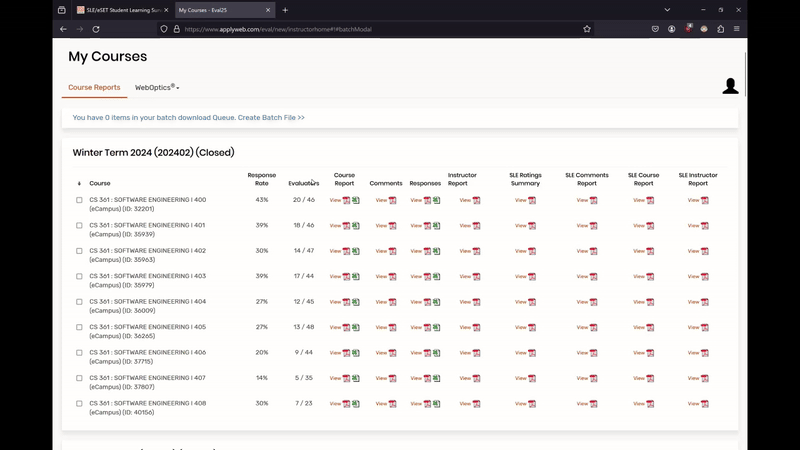 SLE/eSET Student Learning Sur
My Courses - Eval25
https://www.applyweb.com/eval/new/instructorhome#!#batchModal
My Courses
Course Reports WebOptics®
You have 0 items in your batch download Queue. Create Batch File >>
Winter Term 2024 (202402) (Closed)
Course Response Rate Evaluators Course Report Comments Responses Instructor Report SLE Ratings Summary SLE Comments Report SLE Course Report SLE Instructor Report
CS 361 : SOFTWARE ENGINEERING I 400 43% 20 / 46 View View View View View View View View
(eCampus) (ID: 32201)
CS 361 : SOFTWARE ENGINEERING I 401 39% 18 / 46 View View View View View View View View
(eCampus) (ID: 35939)
CS 361 : SOFTWARE ENGINEERING I 402 30% 14 / 47 View View View View View View View View
(eCampus) (ID: 35963)
CS 361 : SOFTWARE ENGINEERING I 403 39% 17 / 44 View View View View View View View View
(eCampus) (ID: 35979)
CS 361 : SOFTWARE ENGINEERING I 404 27% 12 / 45 View View View View View View View View
(eCampus) (ID: 36009)
CS 361 : SOFTWARE ENGINEERING I 405 27% 13 / 48 View View View View View View View View
(eCampus) (ID: 36265)
CS 361 : SOFTWARE ENGINEERING I 406 20% 9 / 44 View View View View View View View View
(eCampus) (ID: 37715)
CS 361 : SOFTWARE ENGINEERING I 407 14% 5 / 35 View View View View View View View View
(eCampus) (ID: 37807)
CS 361 : SOFTWARE ENGINEERING I 408 30% 7 / 23 View View View View View View View View
(eCampus) (ID: 40156)